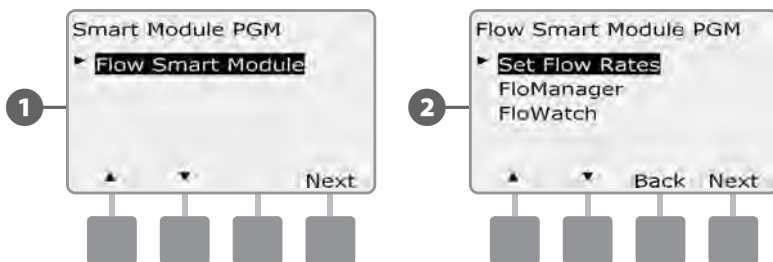 1
Smart Module PGM
► Flow Smart Module
▲ ▼ Next
2
Flow Smart Module PGM
► Set Flow Rates
FloManager
FloWatch
▲ ▼ Back Next